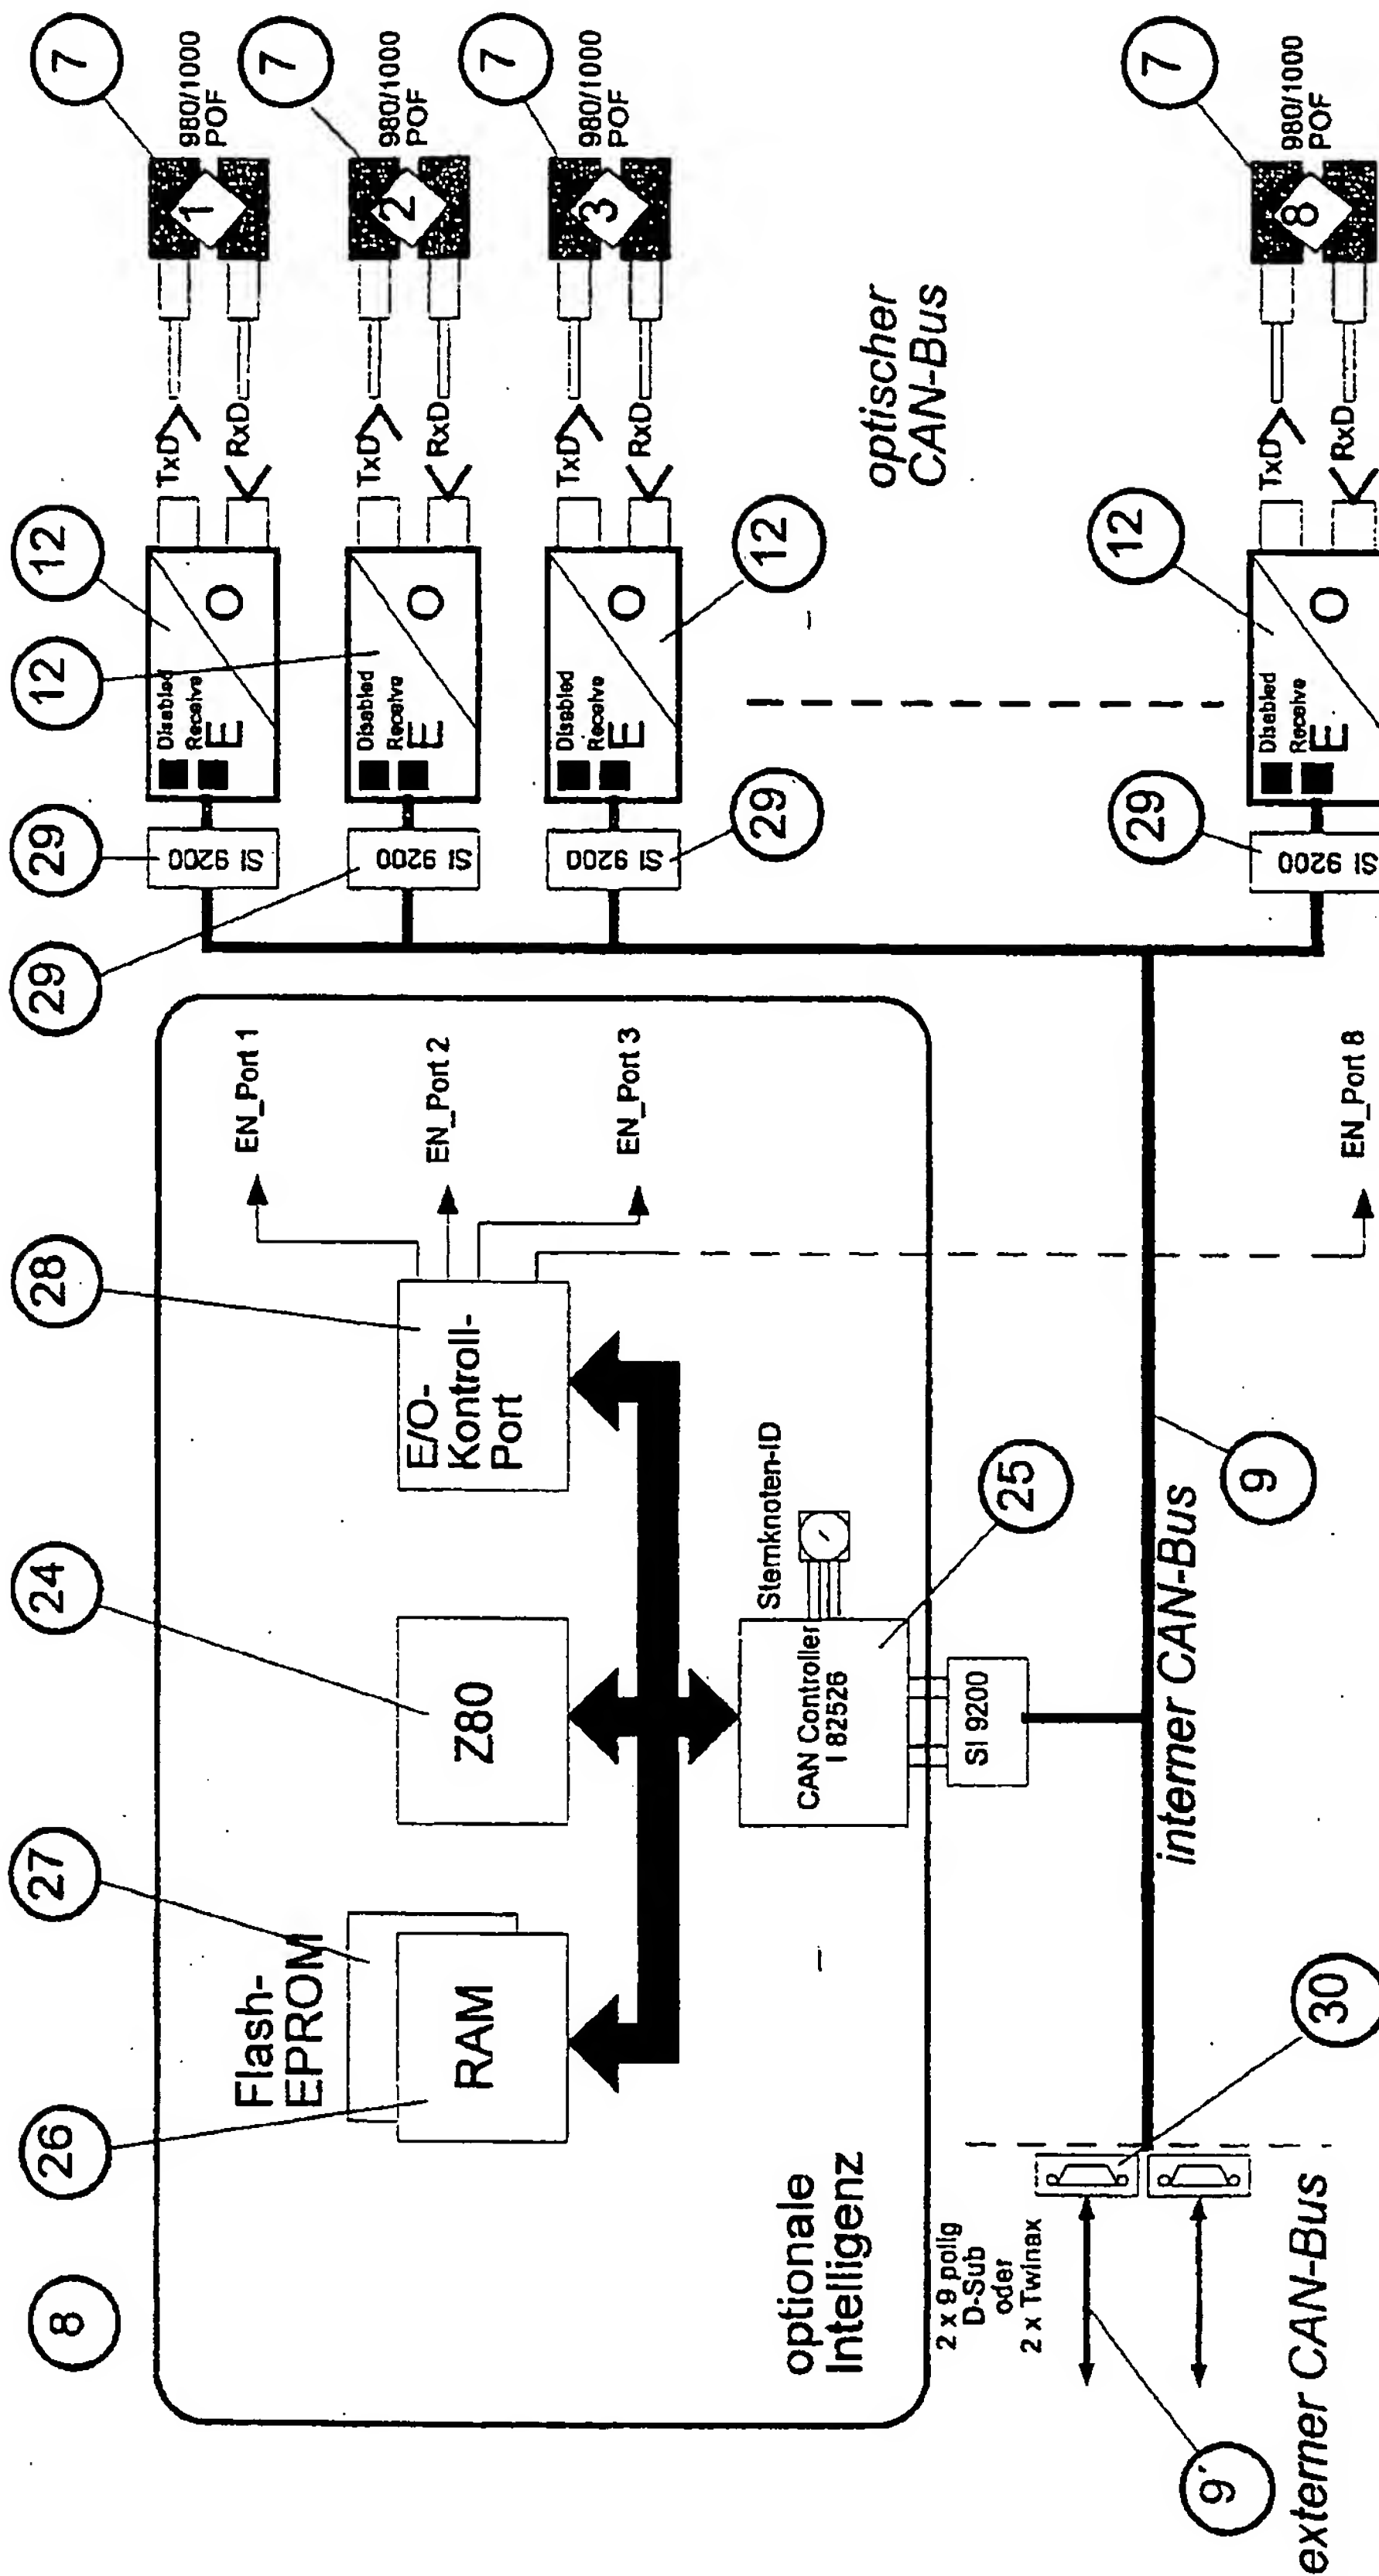 8
26
27
24
28
29
29
12
12
7
7
7
7
Flash-
EPROM
RAM
Z80
E/O-
Kontroll-
Port
EN_Port 1
EN_Port 2
EN_Port 3
EN_Port 8
optionale
Intelligenz
CAN Controller
I 82526
Sternknoten-ID
25
SI 9200
SI 9200
SI 9200
SI 9200
SI 9200
29
29
Disabled
Receive
E
O
Disabled
Receive
E
O
Disabled
Receive
E
O
Disabled
Receive
E
O
12
12
TxD
RxD
TxD
RxD
TxD
RxD
TxD
RxD
1
980/1000
POF
2
980/1000
POF
3
980/1000
POF
8
980/1000
POF
optischer
CAN-Bus
2 x 9 polig
D-Sub
oder
2 x Twinax
30
interner CAN-Bus
9
9'
externer CAN-Bus